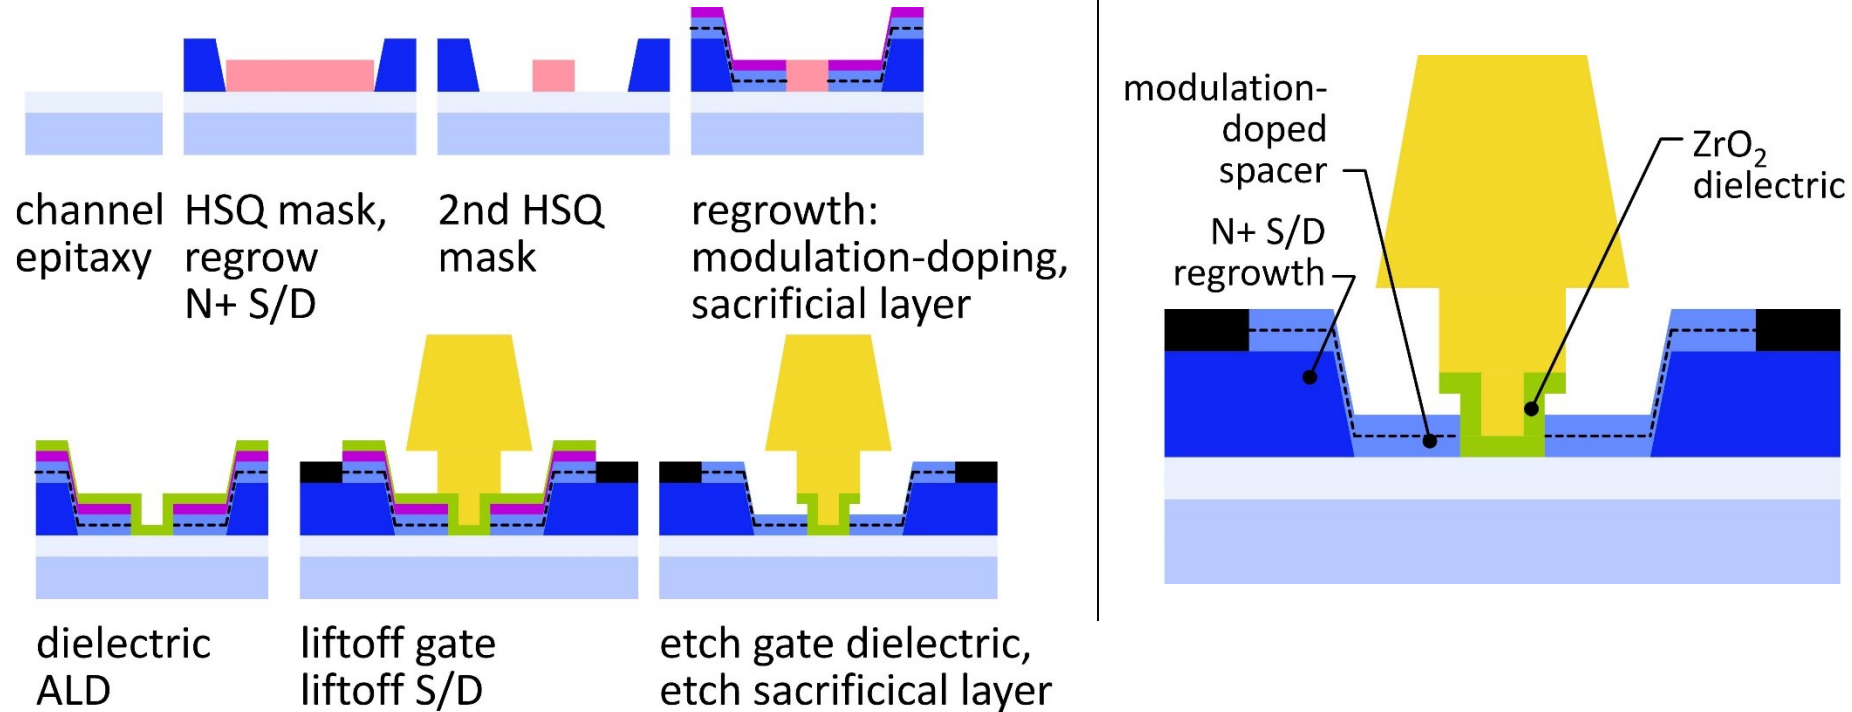 channel
epitaxy
HSQ mask,
regrow
N+ S/D
2nd HSQ
mask
regrowth:
modulation-doping,
sacrificial layer
dielectric
ALD
liftoff gate
liftoff S/D
etch gate dielectric,
etch sacrificical layer
modulation-
doped
spacer
N+ S/D
regrowth
ZrO₂
dielectric